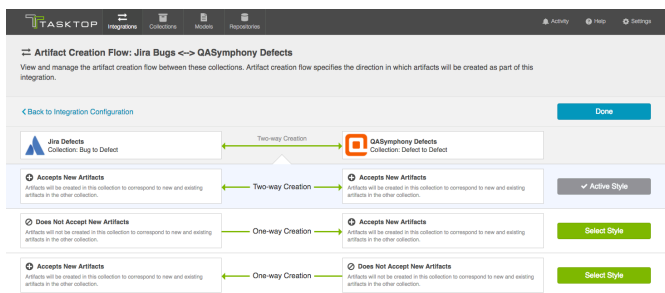 TASKTOP
Integrations
Collections
Models
Repositories
Activity
Help
Settings
Artifact Creation Flow: Jira Bugs <--> QASymphony Defects
View and manage the artifact creation flow between these collections. Artifact creation flow specifies the direction in which artifacts will be created as part of this
integration.
Back to Integration Configuration
Done
Jira Defects
Collection: Bug to Defect
Two-way Creation
QASymphony Defects
Collection: Defect to Defect
Accepts New Artifacts
Artifacts will be created in this collection to correspond to new and existing
artifacts in the other collection.
Two-way Creation
Accepts New Artifacts
Artifacts will be created in this collection to correspond to new and existing
artifacts in the other collection.
Active Style
Does Not Accept New Artifacts
Artifacts will not be created in this collection to correspond to new and existing
artifacts in the other collection.
One-way Creation
Accepts New Artifacts
Artifacts will be created in this collection to correspond to new and existing
artifacts in the other collection.
Select Style
Accepts New Artifacts
Artifacts will be created in this collection to correspond to new and existing
artifacts in the other collection.
One-way Creation
Does Not Accept New Artifacts
Artifacts will not be created in this collection to correspond to new and existing
artifacts in the other collection.
Select Style